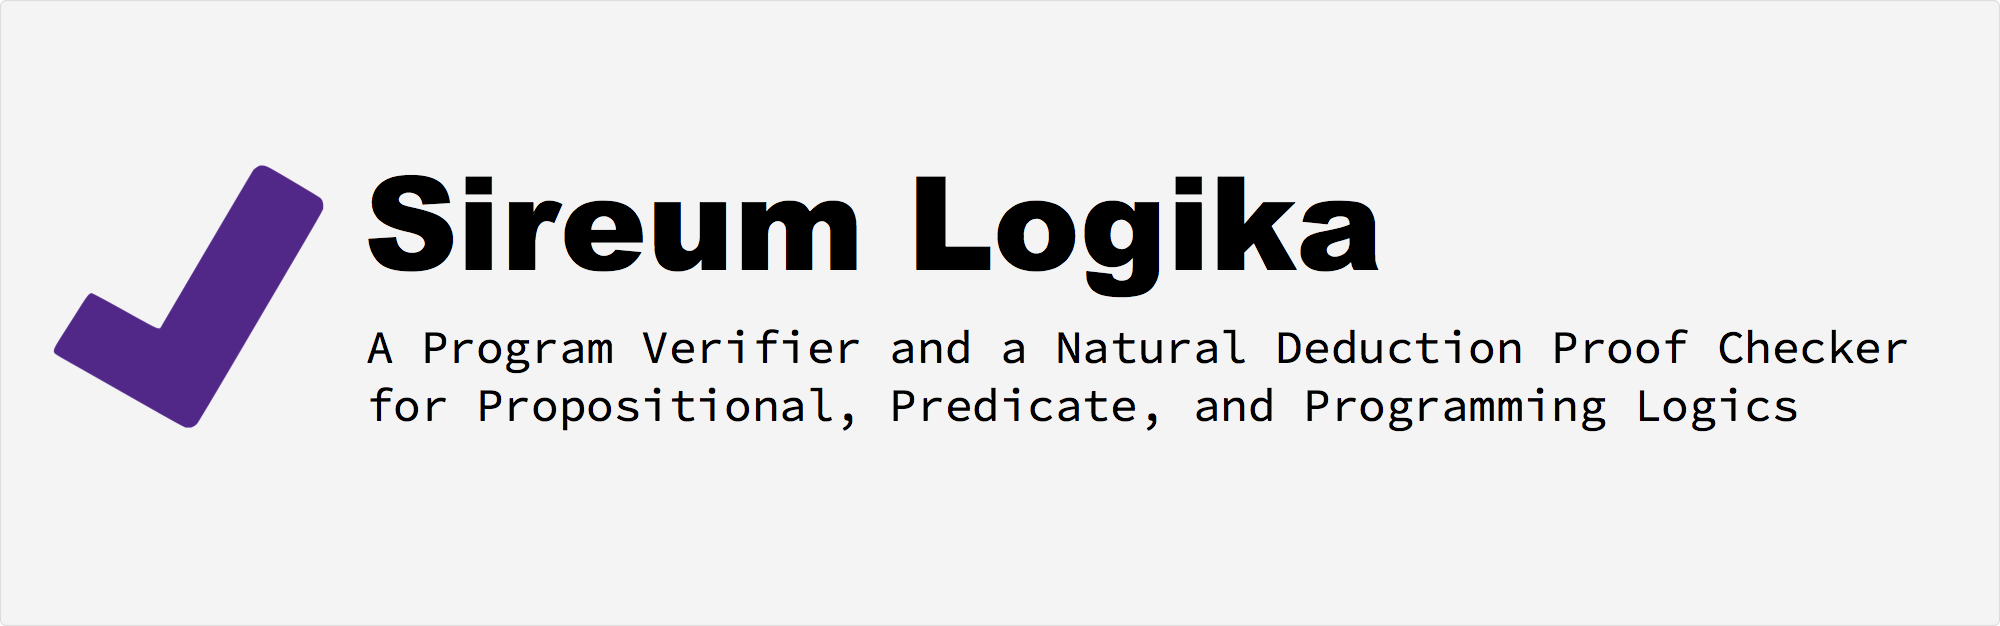 Sireum Logika
A Program Verifier and a Natural Deduction Proof Checker
for Propositional, Predicate, and Programming Logics